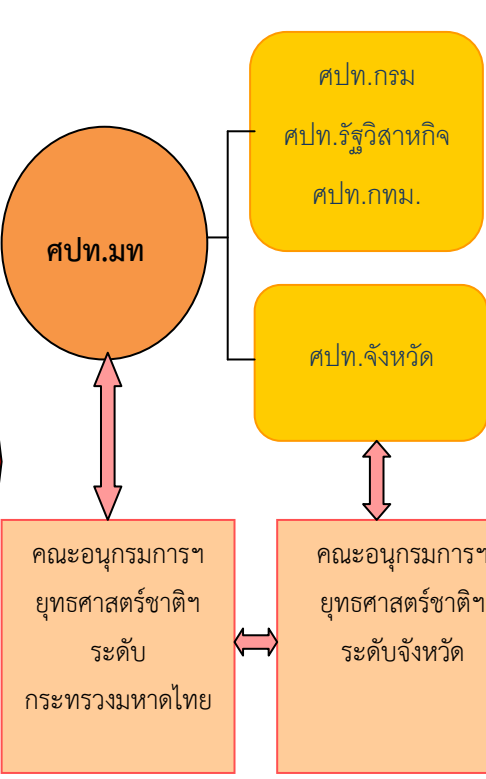 ศปท.กรม
ศปท.รัฐวิสาหกิจ
ศปท.กทม.
ศปท.มท
ศปท.จังหวัด
คณะอนุกรมการฯ
ยุทธศาสตร์ชาติฯ
ระดับ
กระทรวงมหาดไทย
คณะอนุกรมการฯ
ยุทธศาสตร์ชาติฯ
ระดับจังหวัด